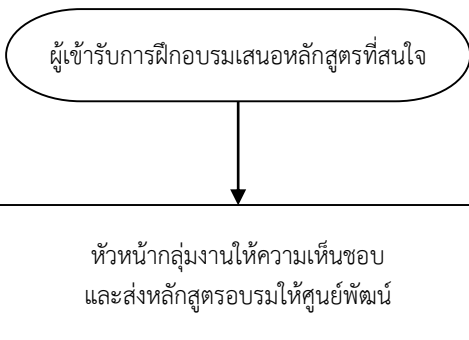 ผู้เข้ารับการฝึกอบรมเสนอหลักสูตรที่สนใจ
หัวหน้ากลุ่มงานให้ความเห็นชอบ
และส่งหลักสูตรอบรมให้ศูนย์พัฒน์